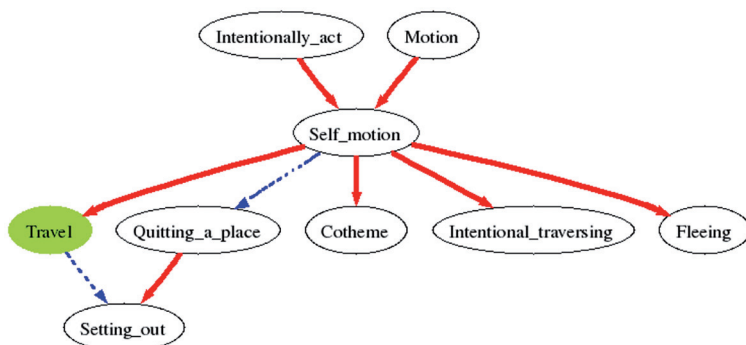 Intentionally_act
Motion
Self_motion
Travel
Quitting_a_place
Cotheme
Intentional_traversing
Fleeing
Setting_out